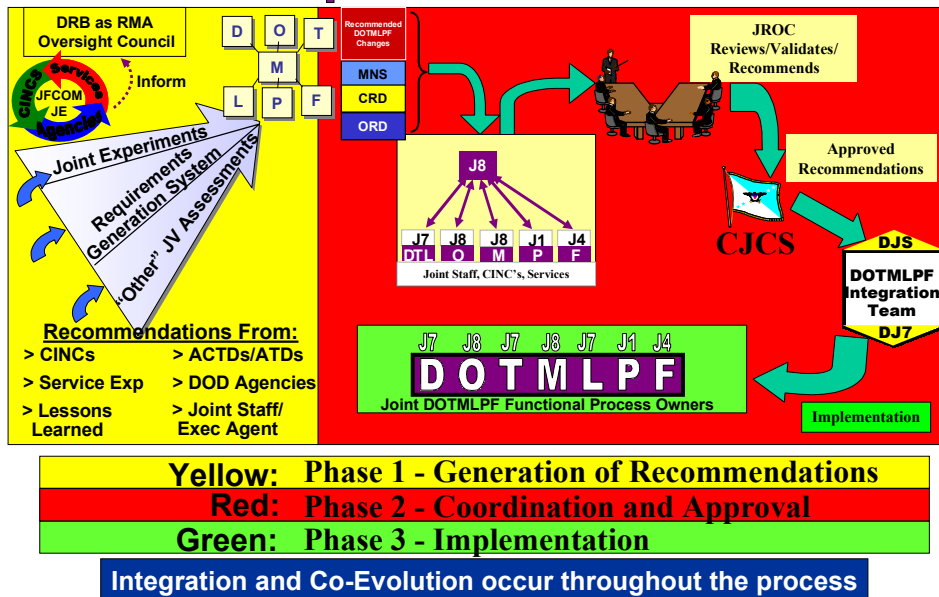 DRB as RMA
Oversight Council
Inform
CINCS
Services
Agencies
JFCOM
JE
D
O
T
M
L
P
F
Joint Experiments
Requirements
Generation System
“Other” JV Assessments
Recommendations From:
> CINCs
> Service Exp
> Lessons
Learned
> ACTDs/ATDs
> DOD Agencies
> Joint Staff/
Exec Agent
Recommended
DOTMLPF
Changes
MNS
CRD
ORD
J8
J7
DTL
J8
O
J8
M
J1
P
J4
F
Joint Staff, CINC's, Services
JROC
Reviews/Validates/
Recommends
Approved
Recommendations
CJCS
DJS
DOTMLPF
Integration
Team
DJ7
J7 J8 J7 J8 J7 J1 J4
D O T M L P F
Joint DOTMLPF Functional Process Owners
Implementation
Yellow: Phase 1 - Generation of Recommendations
Red: Phase 2 - Coordination and Approval
Green: Phase 3 - Implementation
Integration and Co-Evolution occur throughout the process